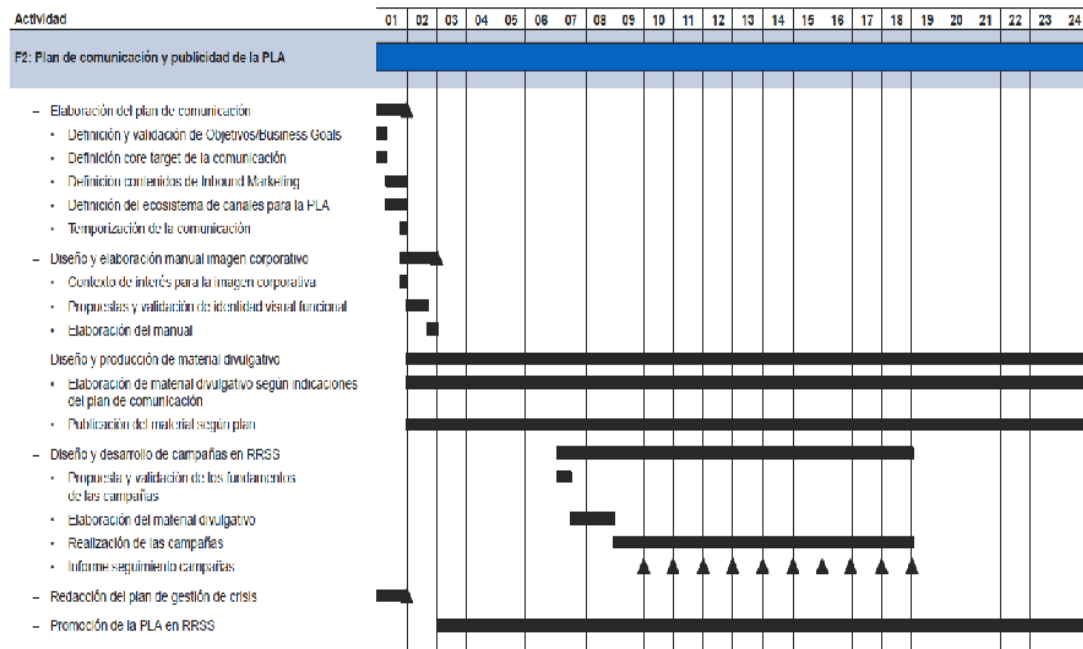 Actividad 01 02 03 04 05 06 07 08 09 10 11 12 13 14 15 16 17 18 19 20 21 22 23 24
F2: Plan de comunicación y publicidad de la PLA
– Elaboración del plan de comunicación
• Definición y validación de Objetivos/Business Goals
• Definición core target de la comunicación
• Definición contenidos de Inbound Marketing
• Definición del ecosistema de canales para la PLA
• Temporización de la comunicación
– Diseño y elaboración manual imagen corporativo
• Contexto de interés para la imagen corporativa
• Propuestas y validación de identidad visual funcional
• Elaboración del manual
Diseño y producción de material divulgativo
• Elaboración de material divulgativo según indicaciones
del plan de comunicación
• Publicación del material según plan
– Diseño y desarrollo de campañas en RRSS
• Propuesta y validación de los fundamentos
de las campañas
• Elaboración del material divulgativo
• Realización de las campañas
• Informe seguimiento campañas
– Redacción del plan de gestión de crisis
– Promoción de la PLA en RRSS